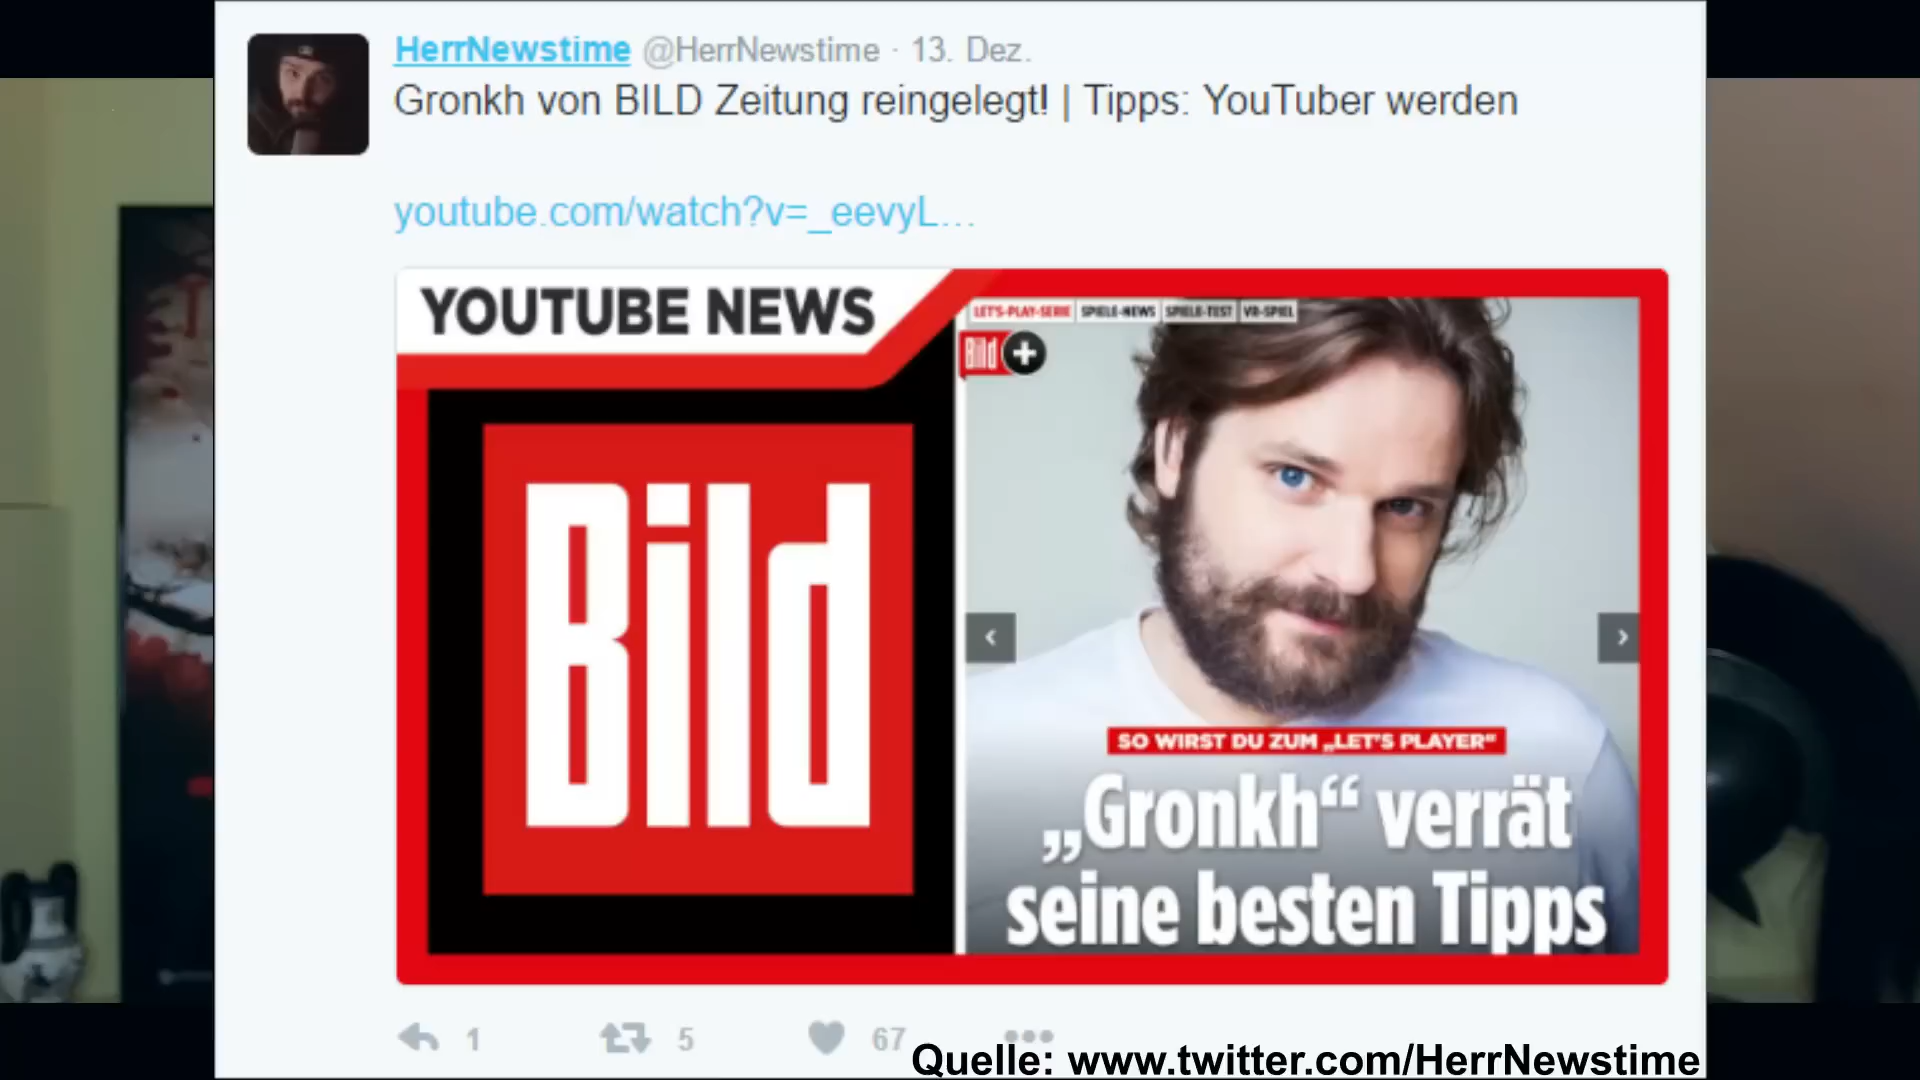 HerrNewstime @HerrNewstime · 13. Dez.
Gronkh von BILD Zeitung reingelegt! | Tipps: YouTuber werden
youtube.com/watch?v=_eevyL...
YOUTUBE NEWS
LET'S-PLAY-SERIE SPIELE-NEWS SPIELE-TEST VR-SPIEL
Bild +
Bild
SO WIRST DU ZUM „LET'S PLAYER“
„Gronkh“ verrät
seine besten Tipps
1 5 67
Quelle: www.twitter.com/HerrNewstime